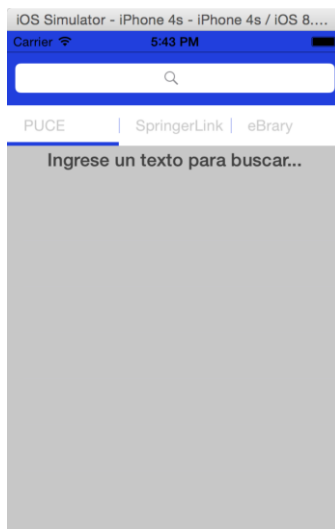 iOS Simulator - iPhone 4s - iPhone 4s / iOS 8....
Carrier 5:43 PM
PUCE | SpringerLink | eBrary
Ingrese un texto para buscar...